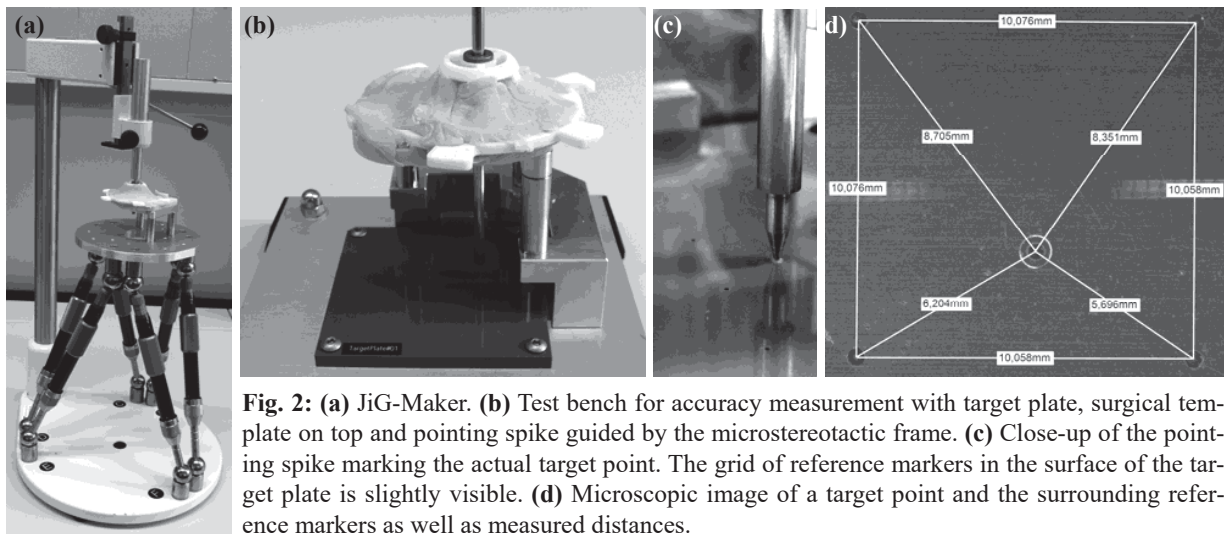 (a)
(b)
(c)
d)
10,076mm
8,705mm
8,351mm
10,076mm
10,058mm
6,204mm
5,696mm
10,058mm
TargetPlate#01
Fig. 2: (a) JiG-Maker. (b) Test bench for accuracy measurement with target plate, surgical tem-
plate on top and pointing spike guided by the microstereotactic frame. (c) Close-up of the point-
ing spike marking the actual target point. The grid of reference markers in the surface of the tar-
get plate is slightly visible. (d) Microscopic image of a target point and the surrounding refer-
ence markers as well as measured distances.